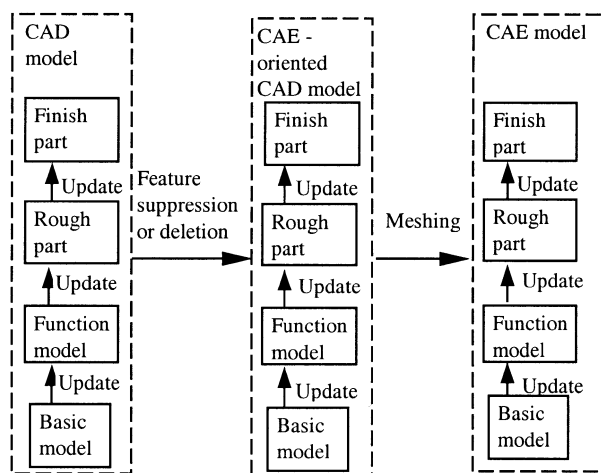 CAD
model
Finish
part
Update
Rough
part
Update
Function
model
Update
Basic
model
Feature
suppression
or deletion
CAE -
oriented
CAD model
Finish
part
Update
Rough
part
Update
Function
model
Update
Basic
model
Meshing
CAE model
Finish
part
Update
Rough
part
Update
Function
model
Update
Basic
model